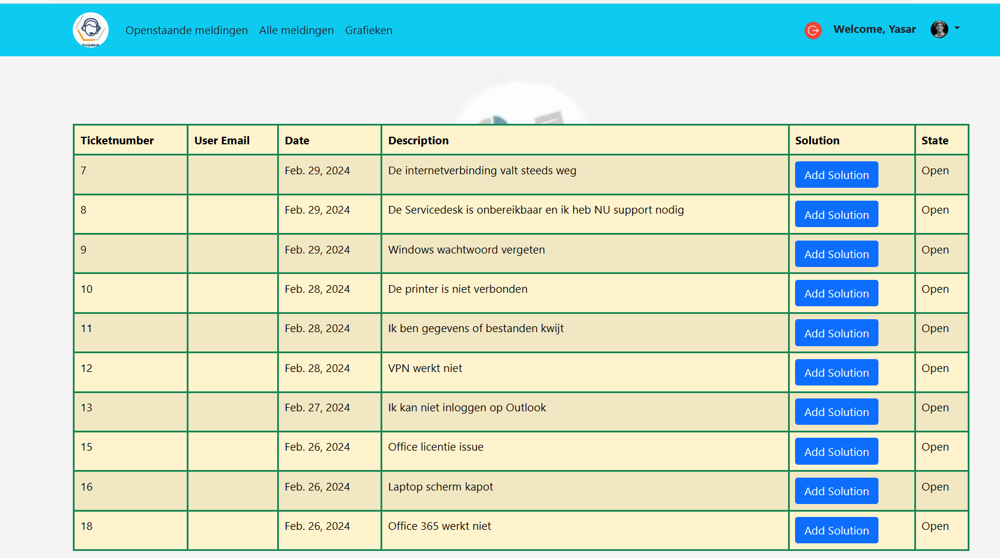 Helpdesk
Openstaande meldingen Alle meldingen Grafieken Welcome, Yasar
Ticketnumber User Email Date Description Solution State
7 Feb. 29, 2024 De internetverbinding valt steeds weg Add Solution Open
8 Feb. 29, 2024 De Servicedesk is onbereikbaar en ik heb NU support nodig Add Solution Open
9 Feb. 29, 2024 Windows wachtwoord vergeten Add Solution Open
10 Feb. 28, 2024 De printer is niet verbonden Add Solution Open
11 Feb. 28, 2024 Ik ben gegevens of bestanden kwijt Add Solution Open
12 Feb. 28, 2024 VPN werkt niet Add Solution Open
13 Feb. 27, 2024 Ik kan niet inloggen op Outlook Add Solution Open
15 Feb. 26, 2024 Office licentie issue Add Solution Open
16 Feb. 26, 2024 Laptop scherm kapot Add Solution Open
18 Feb. 26, 2024 Office 365 werkt niet Add Solution Open